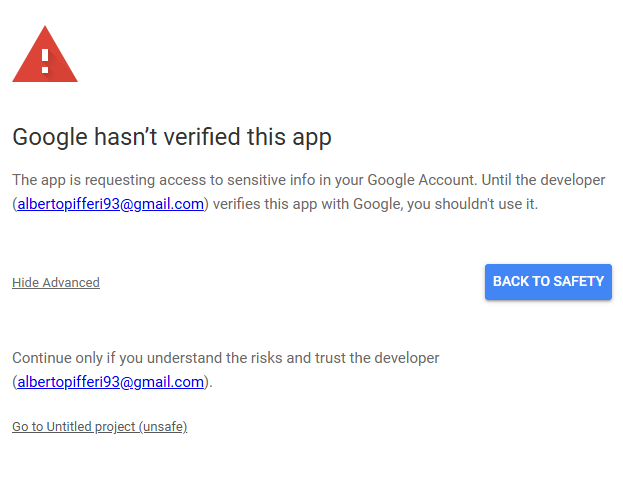 Google hasn’t verified this app
The app is requesting access to sensitive info in your Google Account. Until the developer
(albertopifferi93@gmail.com) verifies this app with Google, you shouldn't use it.
Hide Advanced
BACK TO SAFETY
Continue only if you understand the risks and trust the developer
(albertopifferi93@gmail.com).
Go to Untitled project (unsafe)